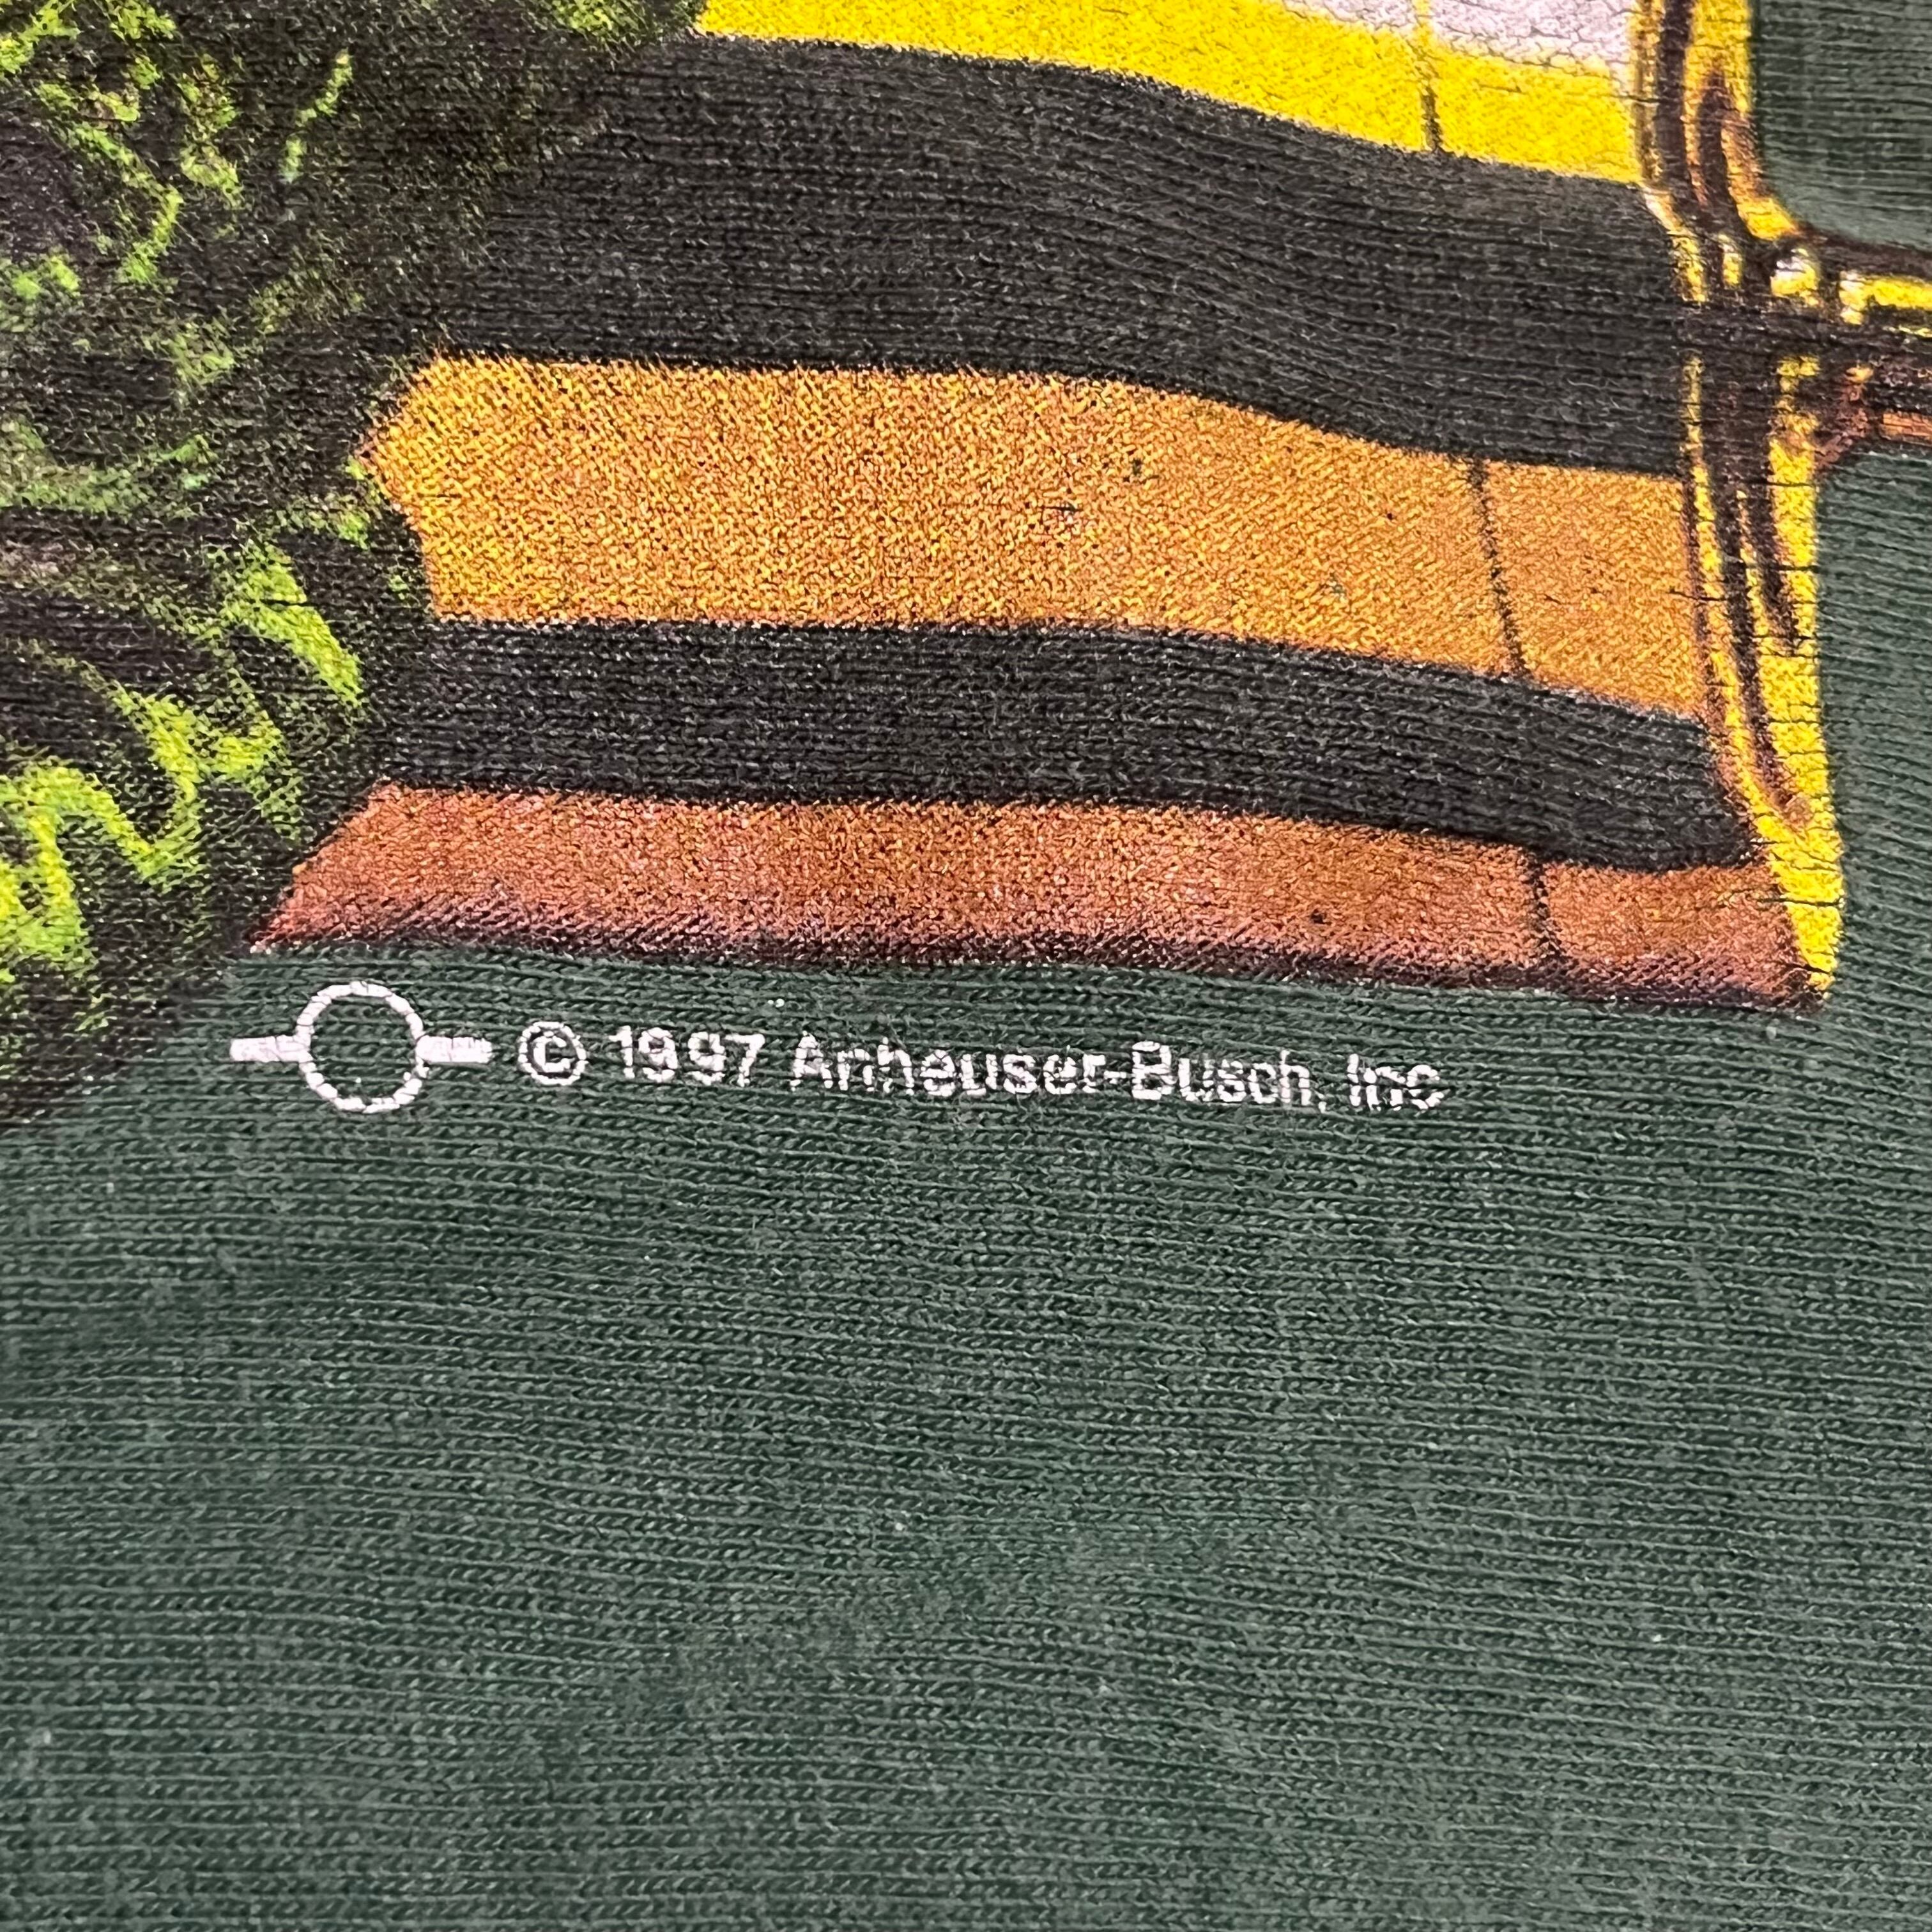 © 1997 Anheuser-Busch, Inc